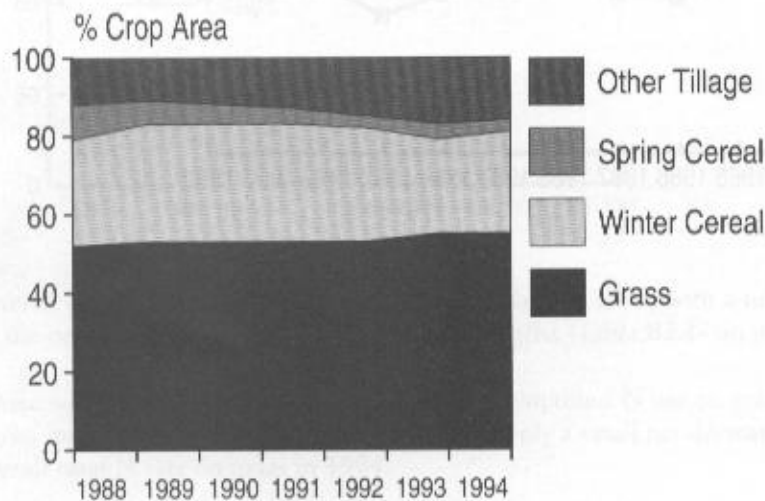 % Crop Area
100
80
60
40
20
0
1988 1989 1990 1991 1992 1993 1994
Other Tillage
Spring Cereal
Winter Cereal
Grass